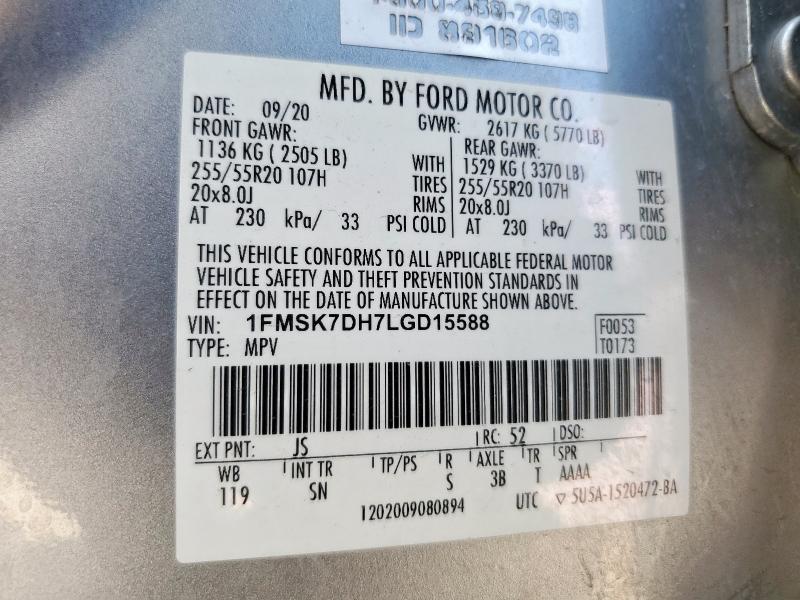 IID 991602
MFD. BY FORD MOTOR CO.
DATE: 09/20 GVWR: 2617 KG ( 5770 LB)
FRONT GAWR: REAR GAWR:
1136 KG ( 2505 LB) WITH 1529 KG ( 3370 LB) WITH
255/55R20 107H TIRES 255/55R20 107H TIRES
20x8.0J RIMS 20x8.0J RIMS
AT 230 kPa/ 33 PSI COLD AT 230 kPa/ 33 PSI COLD
THIS VEHICLE CONFORMS TO ALL APPLICABLE FEDERAL MOTOR
VEHICLE SAFETY AND THEFT PREVENTION STANDARDS IN
EFFECT ON THE DATE OF MANUFACTURE SHOWN ABOVE.
VIN: 1FMSK7DH7LGD15588 F0053
TYPE: MPV T0173
EXT PNT: JS RC: 52 DSO:
WB INT TR TP/PS R AXLE TR SPR
119 SN S 3B T AAAA
1202009080894 UTC ▽ 5U5A-1520472-BA